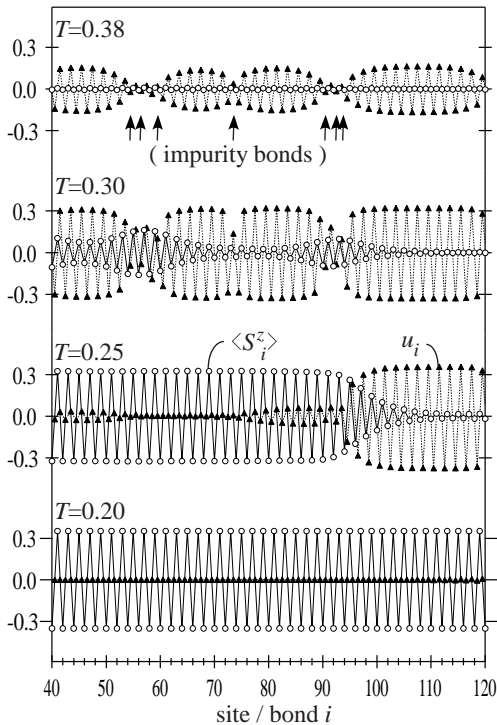 T=0.38
0.3
0.0
-0.3
( impurity bonds )
T=0.30
0.3
0.0
-0.3
T=0.25
⟨S_i^z⟩
u_i
0.3
0.0
-0.3
T=0.20
0.3
0.0
-0.3
40 50 60 70 80 90 100 110 120
site / bond i